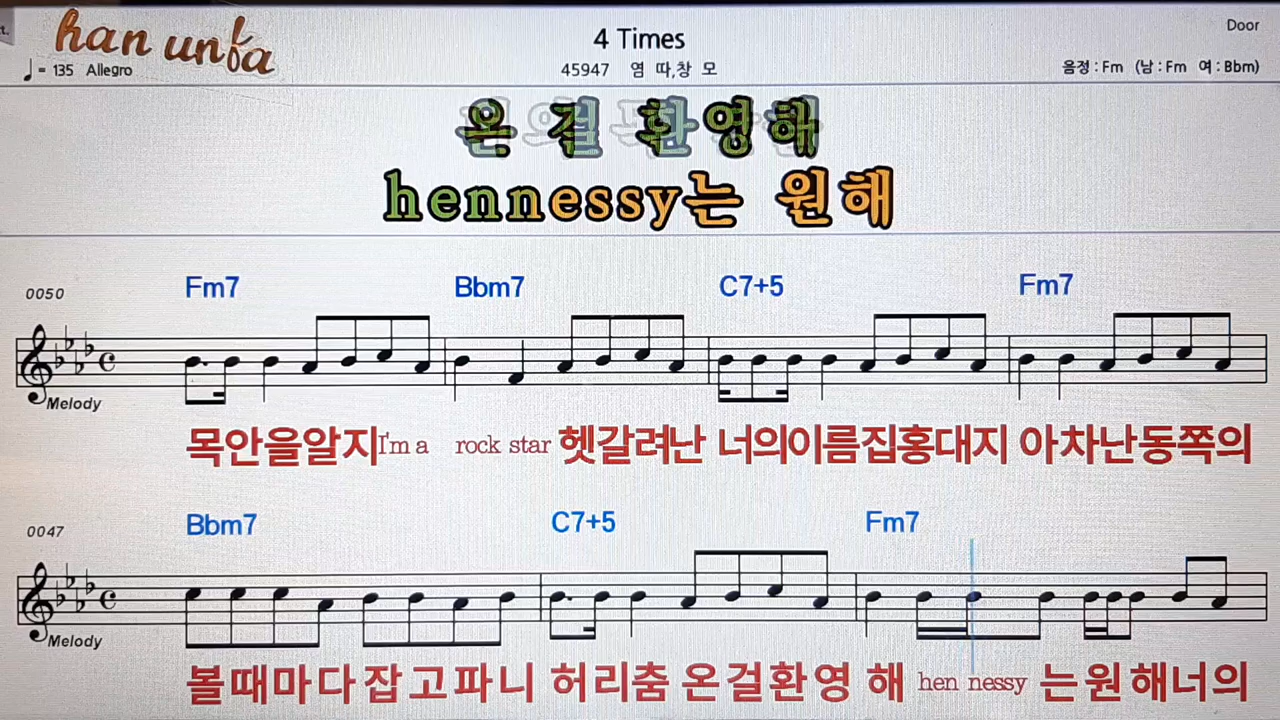 han unfa
4 Times
Door
♩ = 135 Allegro
45947 염 따,창 모
음정 : Fm (남 : Fm 여 : Bbm)
온 걸 환영해
hennessy는 원해
0050
Fm7 Bbm7 C7+5 Fm7
Melody
목안을알지I'm a rock star 헷갈려난 너의이름집홍대지 아차난동쪽의
0047
Bbm7 C7+5 Fm7
Melody
볼때마다잡고파니 허리춤 온걸환영 해 hen nessy 는원해너의